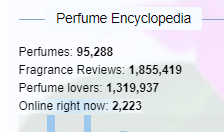 Perfume Encyclopedia
Perfumes: 95,288
Fragrance Reviews: 1,855,419
Perfume lovers: 1,319,937
Online right now: 2,223